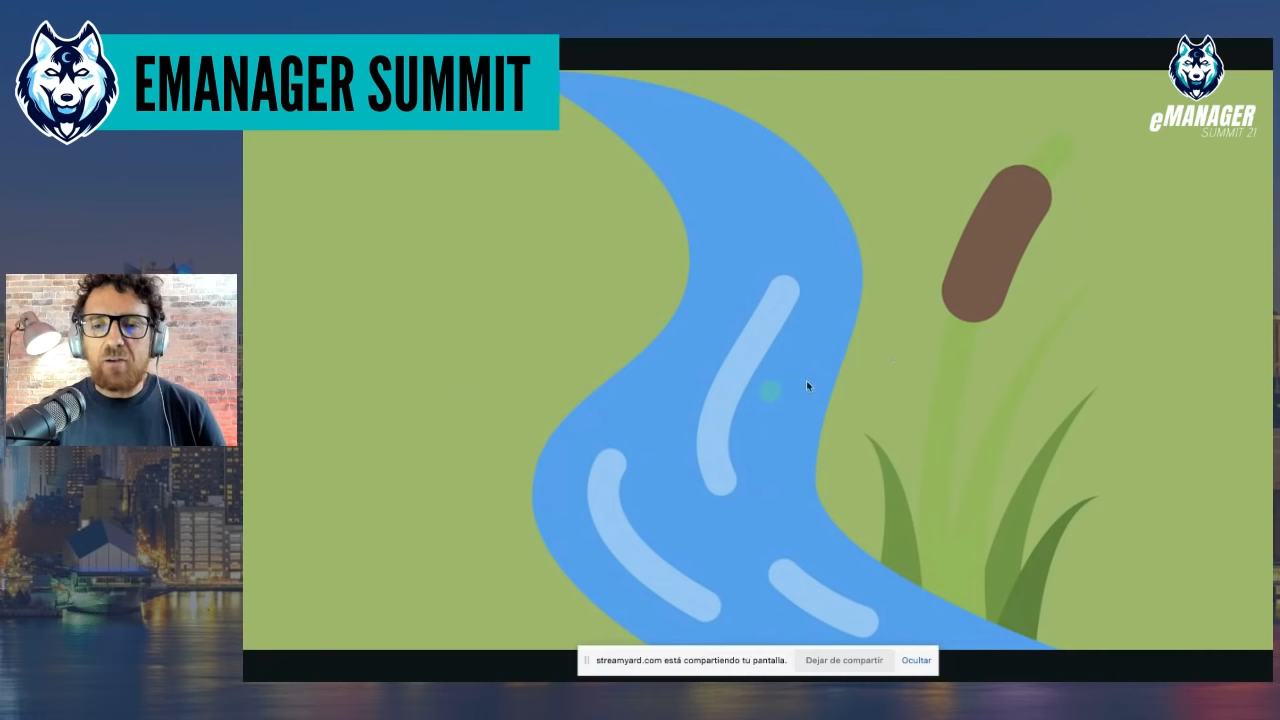 EMANAGER SUMMIT
eMANAGER
SUMMIT 21
streamyard.com está compartiendo tu pantalla.
Dejar de compartir
Ocultar